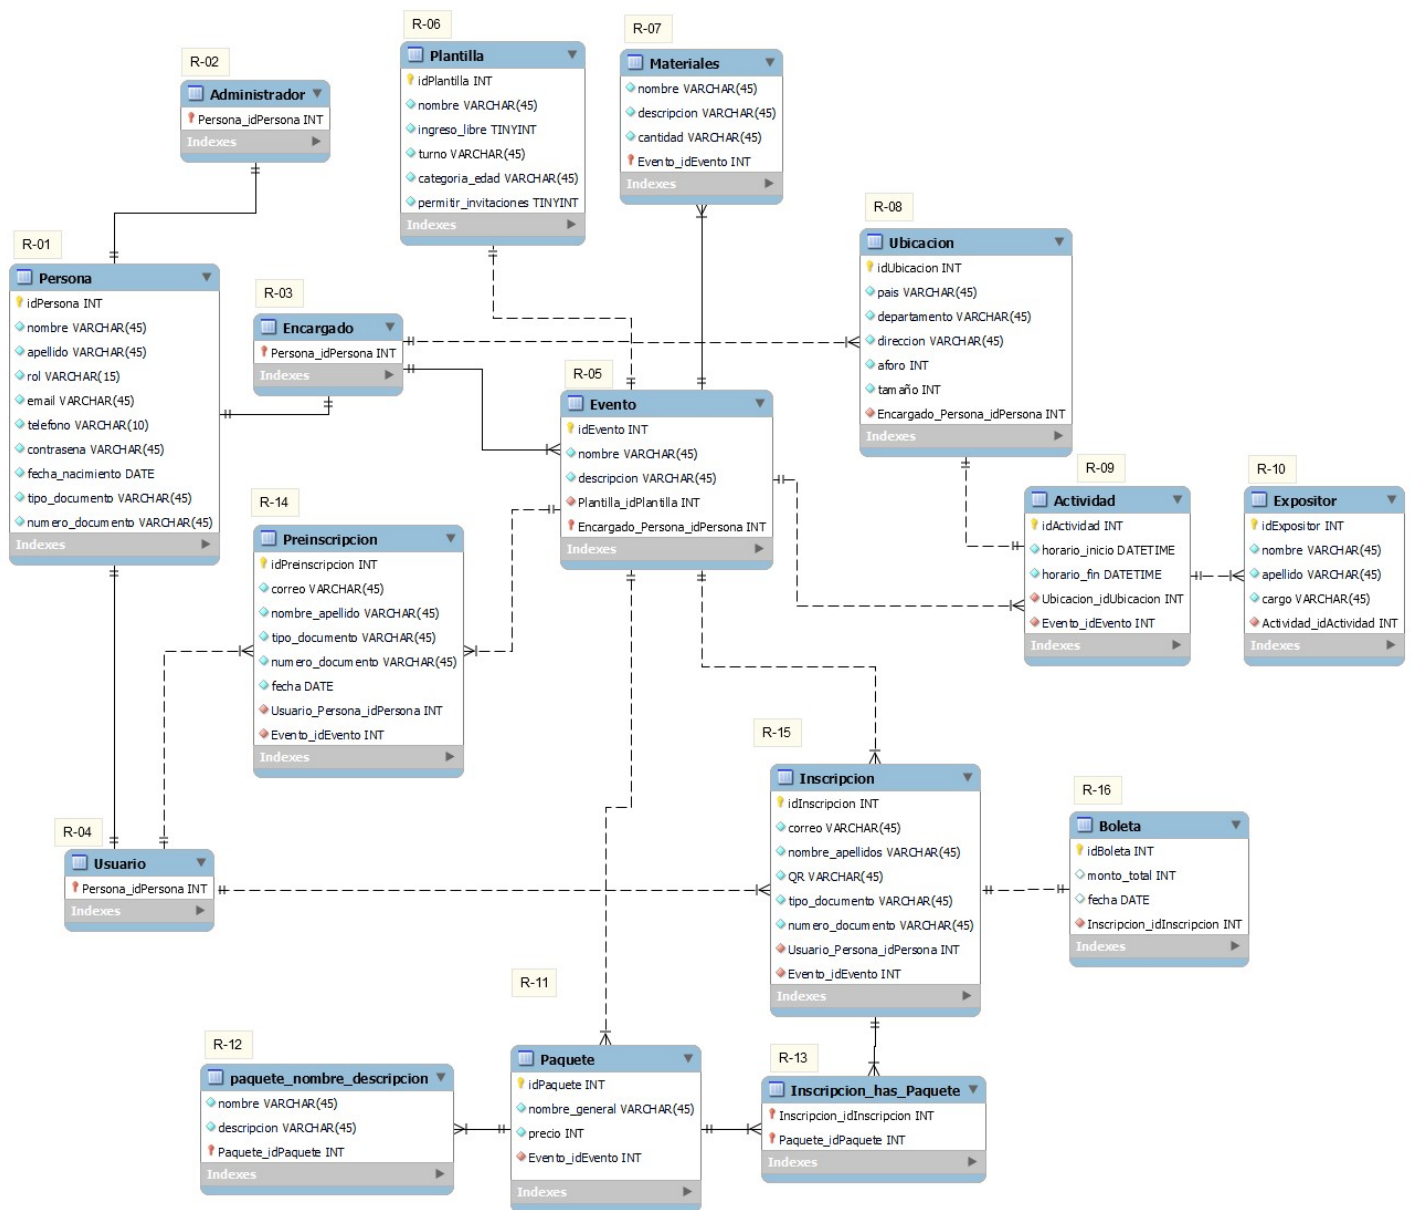 R-06
Plantilla
idPlantilla INT
nombre VARCHAR(45)
ingreso_libre TINYINT
turno VARCHAR(45)
categoria_edad VARCHAR(45)
permitir_invitaciones TINYINT
Indexes
R-07
Materiales
nombre VARCHAR(45)
descripcion VARCHAR(45)
cantidad VARCHAR(45)
Evento_idEvento INT
Indexes
R-02
Administrador
Persona_idPersona INT
Indexes
R-08
Ubicacion
idUbicacion INT
pais VARCHAR(45)
departamento VARCHAR(45)
direccion VARCHAR(45)
aforo INT
tamaño INT
Encargado_Persona_idPersona INT
Indexes
R-01
Persona
idPersona INT
nombre VARCHAR(45)
apellido VARCHAR(45)
rol VARCHAR(15)
email VARCHAR(45)
telefono VARCHAR(10)
contrasena VARCHAR(45)
fecha_nacimiento DATE
tipo_documento VARCHAR(45)
numero_documento VARCHAR(45)
Indexes
R-03
Encargado
Persona_idPersona INT
Indexes
R-05
Evento
idEvento INT
nombre VARCHAR(45)
descripcion VARCHAR(45)
Plantilla_idPlantilla INT
Encargado_Persona_idPersona INT
Indexes
R-09
Actividad
idActividad INT
horario_inicio DATETIME
horario_fin DATETIME
Ubicacion_idUbicacion INT
Evento_idEvento INT
Indexes
R-10
Expositor
idExpositor INT
nombre VARCHAR(45)
apellido VARCHAR(45)
cargo VARCHAR(45)
Actividad_idActividad INT
Indexes
R-14
Preinscripcion
idPreinscripcion INT
correo VARCHAR(45)
nombre_apellido VARCHAR(45)
tipo_documento VARCHAR(45)
numero_documento VARCHAR(45)
fecha DATE
Usuario_Persona_idPersona INT
Evento_idEvento INT
Indexes
R-04
Usuario
Persona_idPersona INT
Indexes
R-15
Inscripcion
idInscripcion INT
correo VARCHAR(45)
nombre_apellidos VARCHAR(45)
QR VARCHAR(45)
tipo_documento VARCHAR(45)
numero_documento VARCHAR(45)
Usuario_Persona_idPersona INT
Evento_idEvento INT
Indexes
R-16
Boleta
idBoleta INT
monto_total INT
fecha DATE
Inscripcion_idInscripcion INT
Indexes
R-12
paquete_nombre_descripcion
nombre VARCHAR(45)
descripcion VARCHAR(45)
Paquete_idPaquete INT
Indexes
R-11
Paquete
idPaquete INT
nombre_general VARCHAR(45)
precio INT
Evento_idEvento INT
Indexes
R-13
Inscripcion_has_Paquete
Inscripcion_idInscripcion INT
Paquete_idPaquete INT
Indexes